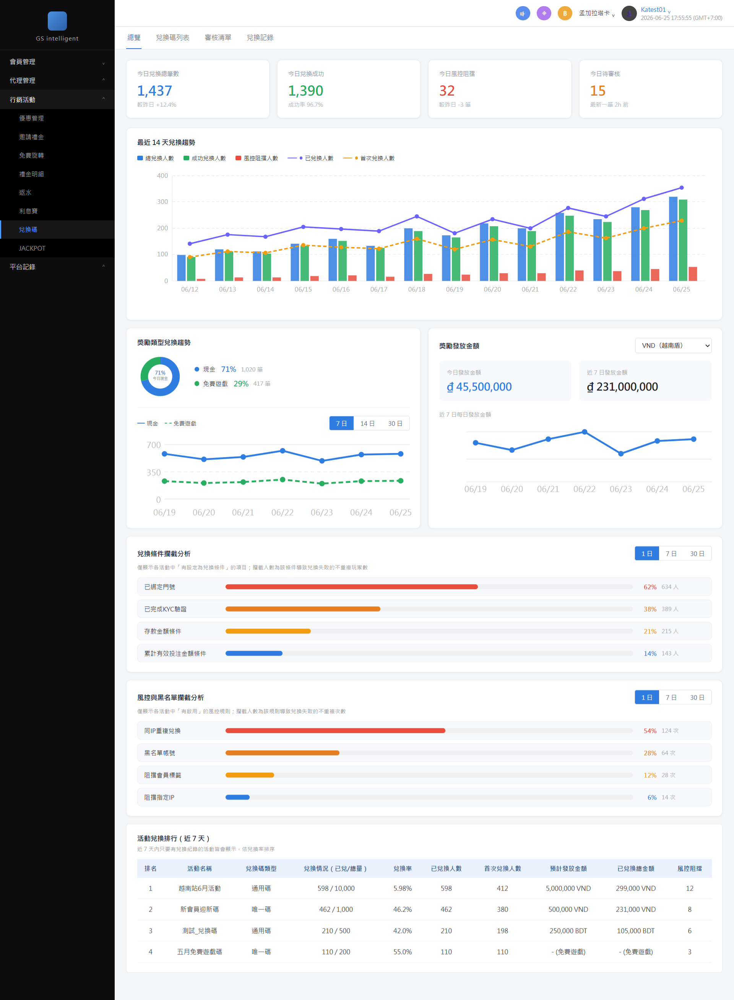 GS intelligent
會員管理
代理管理
行銷活動
優惠管理
邀請禮金
免費旋轉
禮金明細
返水
利息寶
兌換碼
JACKPOT
平台記錄
孟加拉塔卡
Katest01
2026-06-25 17:55:55 (GMT+7:00)
總覽 兌換碼列表 審核清單 兌換記錄
今日兌換總筆數
1,437
較昨日 +12.4%
今日兌換成功
1,390
成功率 96.7%
今日風控阻擋
32
較昨日 -3 筆
今日待審核
15
最新一筆 2h 前
最近 14 天兌換趨勢
總兌換人數 成功兌換人數 風控阻擋人數 已兌換人數 首次兌換人數
400
300
200
100
0
06/12 06/13 06/14 06/15 06/16 06/17 06/18 06/19 06/20 06/21 06/22 06/23 06/24 06/25
獎勵類型兌換趨勢
71%
今日現金
現金 71% 1,020 筆
免費遊戲 29% 417 筆
現金 免費遊戲
7 日 14 日 30 日
700
350
0
06/19 06/20 06/21 06/22 06/23 06/24 06/25
獎勵發放金額
VND（越南盾）
今日發放金額
₫ 45,500,000
近 7 日發放金額
₫ 231,000,000
近 7 日每日發放金額
06/19 06/20 06/21 06/22 06/23 06/24 06/25
兌換條件攔截分析
1 日 7 日 30 日
僅顯示各活動中「有設定為兌換條件」的項目；攔截人數為該條件導致兌換失敗的不重複玩家數
已綁定門號 62% 634 人
已完成KYC驗證 38% 389 人
存款金額條件 21% 215 人
累計有效投注金額條件 14% 143 人
風控與黑名單攔截分析
1 日 7 日 30 日
僅顯示各活動中「有啟用」的風控規則；攔截人數為該規則導致兌換失敗的不重複次數
同IP重複兌換 54% 124 次
黑名單帳號 28% 64 次
阻擋會員標籤 12% 28 次
阻擋指定IP 6% 14 次
活動兌換排行（近 7 天）
近 7 天內只要有兌換紀錄的活動皆會顯示，依兌換率排序
排名 活動名稱 兌換碼類型 兌換情況（已兌/總量） 兌換率 已兌換人數 首次兌換人數 預計發放金額 已兌換總金額 風控阻擋
1 越南站6月活動 通用碼 598 / 10,000 5.98% 598 412 5,000,000 VND 299,000 VND 12
2 新會員迎新碼 唯一碼 462 / 1,000 46.2% 462 380 500,000 VND 231,000 VND 8
3 測試_兌換碼 通用碼 210 / 500 42.0% 210 198 250,000 BDT 105,000 BDT 6
4 五月免費遊戲碼 唯一碼 110 / 200 55.0% 110 110 - (免費遊戲) - (免費遊戲) 3